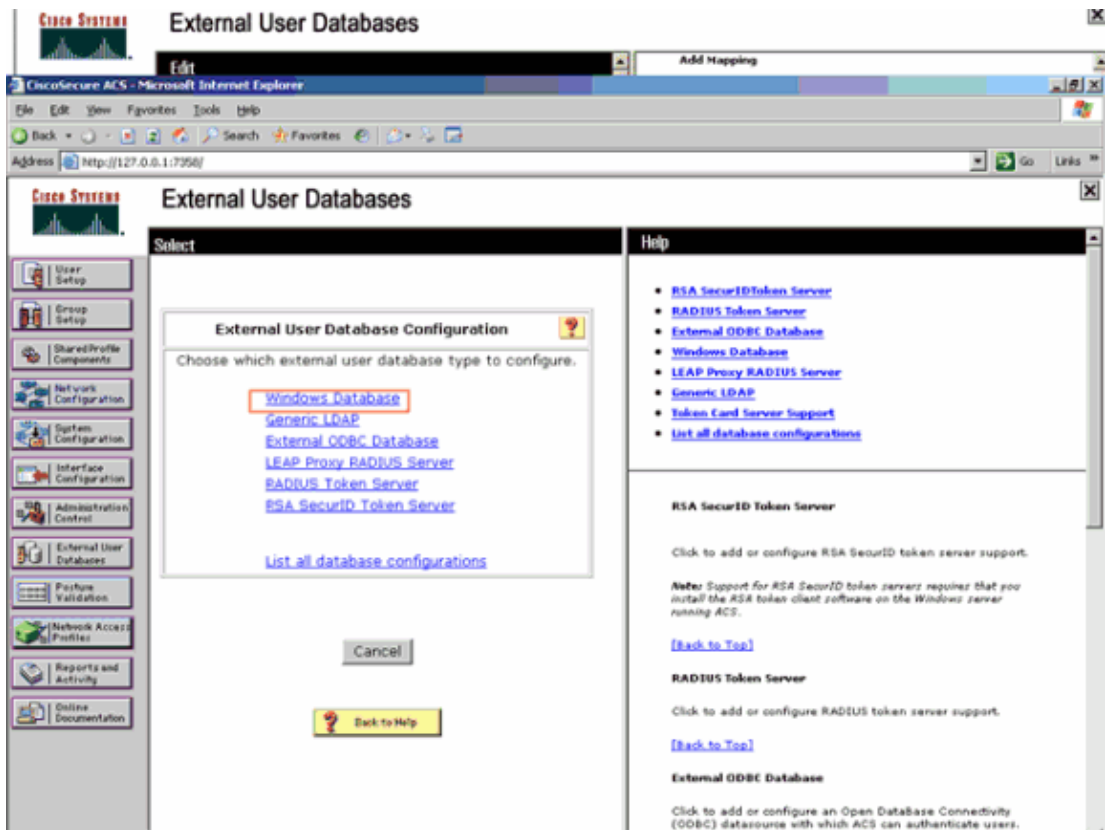 CISCO SYSTEMS
External User Databases
Edit
Add Mapping
CiscoSecure ACS - Microsoft Internet Explorer
File Edit View Favorites Tools Help
Back Search Favorites
Address http://127.0.0.1:7358/ Go Links
CISCO SYSTEMS
External User Databases
Select
User Setup
Group Setup
Shared Profile Components
Network Configuration
System Configuration
Interface Configuration
Administration Control
External User Databases
Posture Validation
Network Access Profiles
Reports and Activity
Online Documentation
External User Database Configuration
Choose which external user database type to configure.
Windows Database
Generic LDAP
External ODBC Database
LEAP Proxy RADIUS Server
RADIUS Token Server
RSA SecurID Token Server
List all database configurations
Cancel
Back to Help
Help
RSA SecurIDToken Server
RADIUS Token Server
External ODBC Database
Windows Database
LEAP Proxy RADIUS Server
Generic LDAP
Token Card Server Support
List all database configurations
RSA SecurID Token Server
Click to add or configure RSA SecurID token server support.
Note: Support for RSA SecurID token servers requires that you
install the RSA token client software on the Windows server
running ACS.
[Back to Top]
RADIUS Token Server
Click to add or configure RADIUS token server support.
[Back to Top]
External ODBC Database
Click to add or configure an Open DataBase Connectivity
(ODBC) datasource with which ACS can authenticate users.